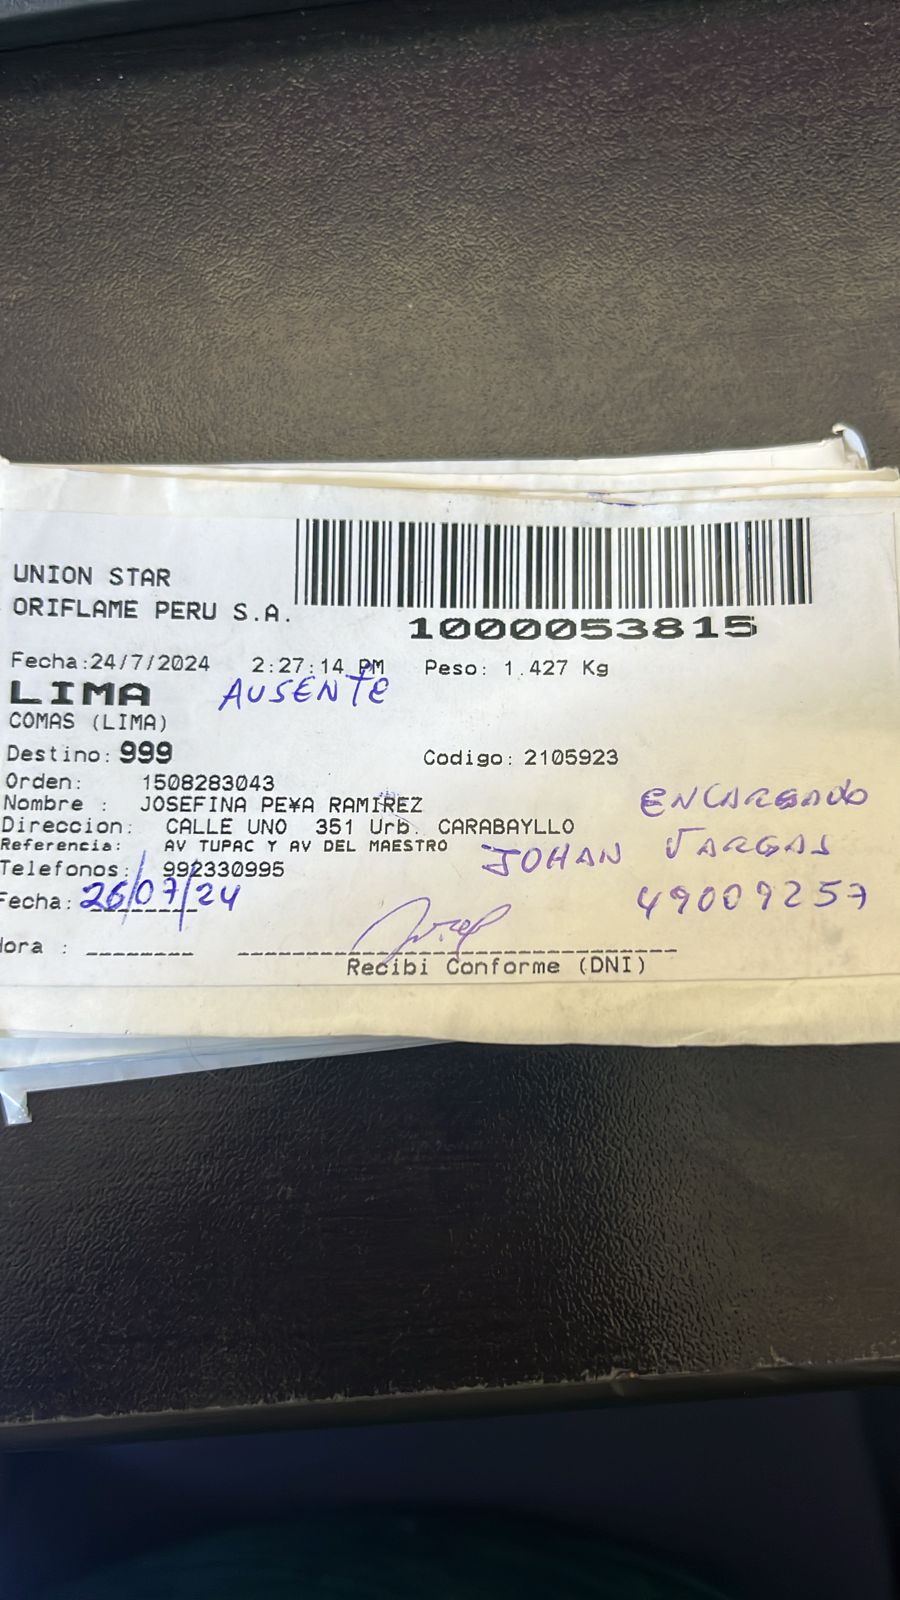 UNION STAR
ORIFLAME PERU S.A.
1000053815
Fecha:24/7/2024 2:27:14 PM Peso: 1.427 Kg
LIMA AUSENTE
COMAS (LIMA)
Destino: 999 Codigo: 2105923
Orden: 1508283043
Nombre : JOSEFINA PE¥A RAMIREZ ENCARGADO
Direccion: CALLE UNO 351 Urb. CARABAYLLO
Referencia: AV TUPAC Y AV DEL MAESTRO JOHAN VARGAS
Telefonos: 992330995
Fecha: 26/07/24 49009257
Hora :
Recibi Conforme (DNI)